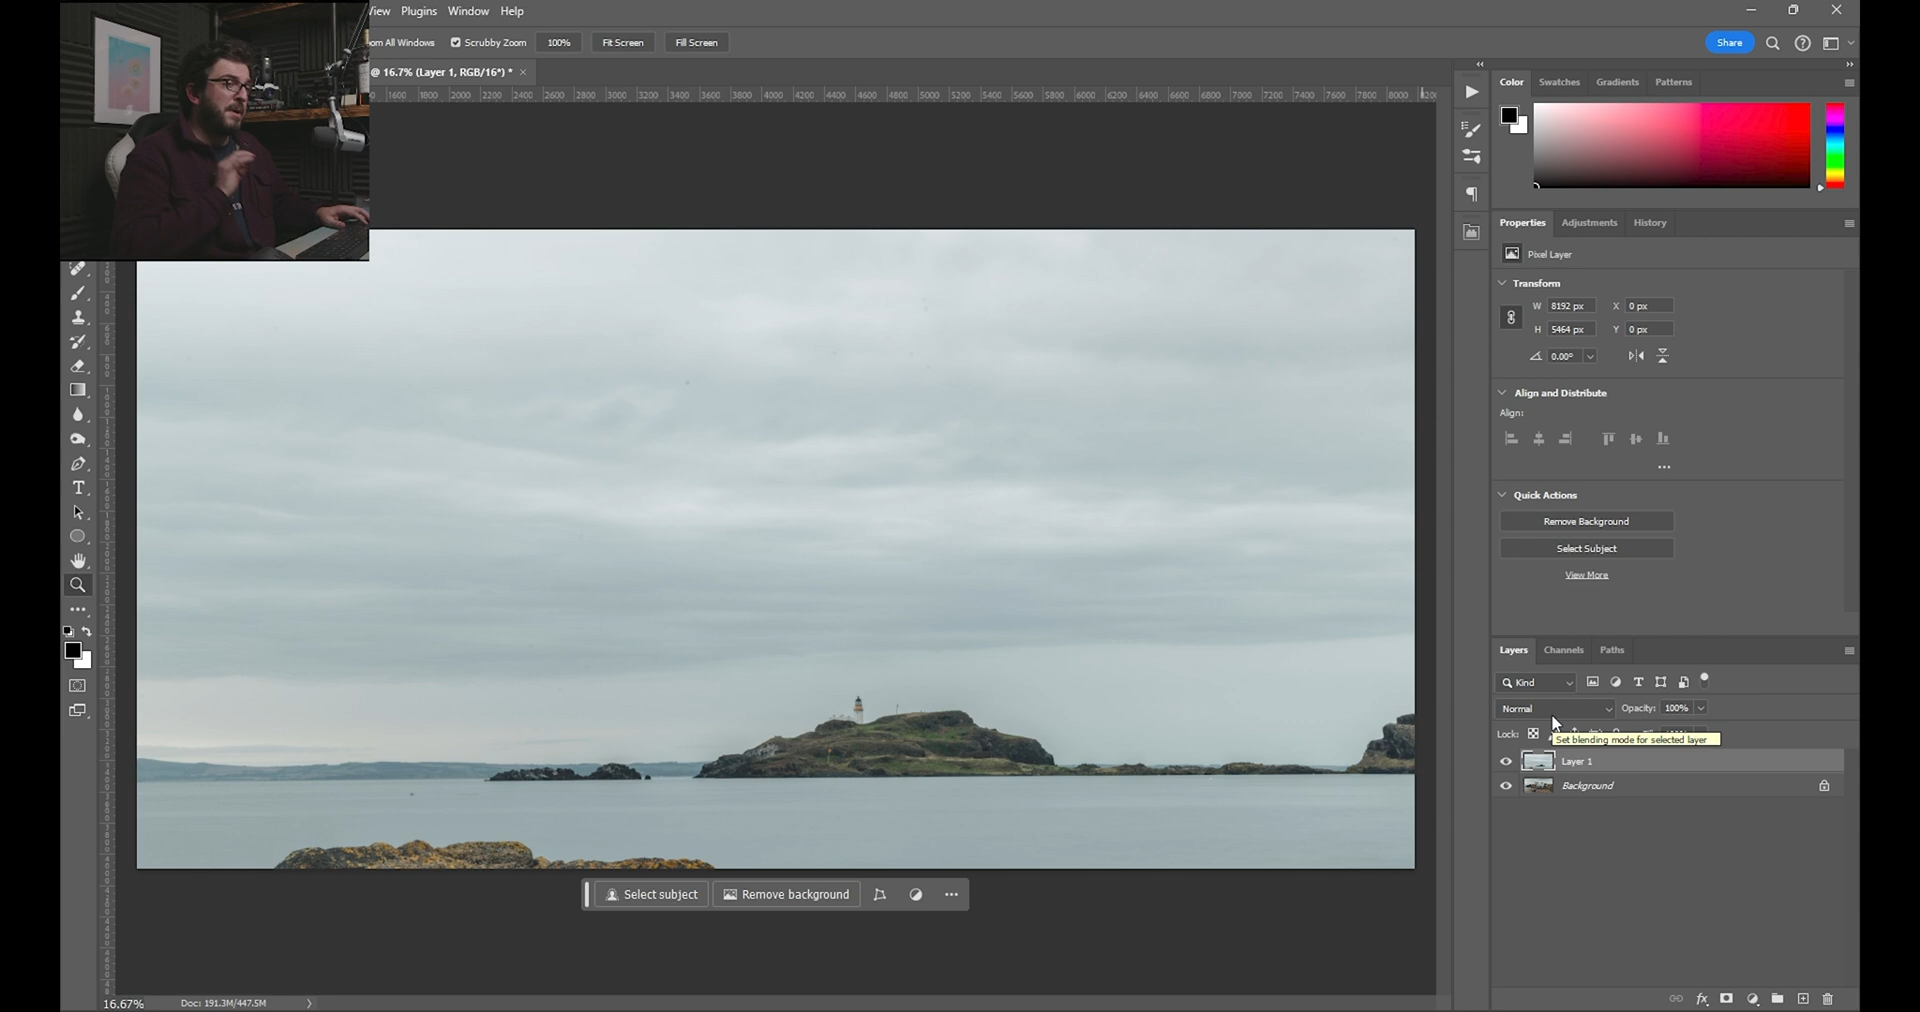 View Plugins Window Help
om All Windows Scrubby Zoom 100% Fit Screen Fill Screen Share
@ 16.7% (Layer 1, RGB/16*) * ×
1600 1800 2000 2200 2400 2600 2800 3000 3200 3400 3600 3800 4000 4200 4400 4600 4800 5000 5200 5400 5600 5800 6000 6200 6400 6600 6800 7000 7200 7400 7600 7800 8000
Color Swatches Gradients Patterns
Properties Adjustments History
Pixel Layer
Transform
W 8192 px X 0 px
H 5464 px Y 0 px
0.00°
Align and Distribute
Align:
Quick Actions
Remove Background
Select Subject
View More
Layers Channels Paths
Kind
Normal Opacity: 100%
Lock:
Set blending mode for selected layer
Layer 1
Background
Select subject Remove background
16.67% Doc: 191.3M/447.5M